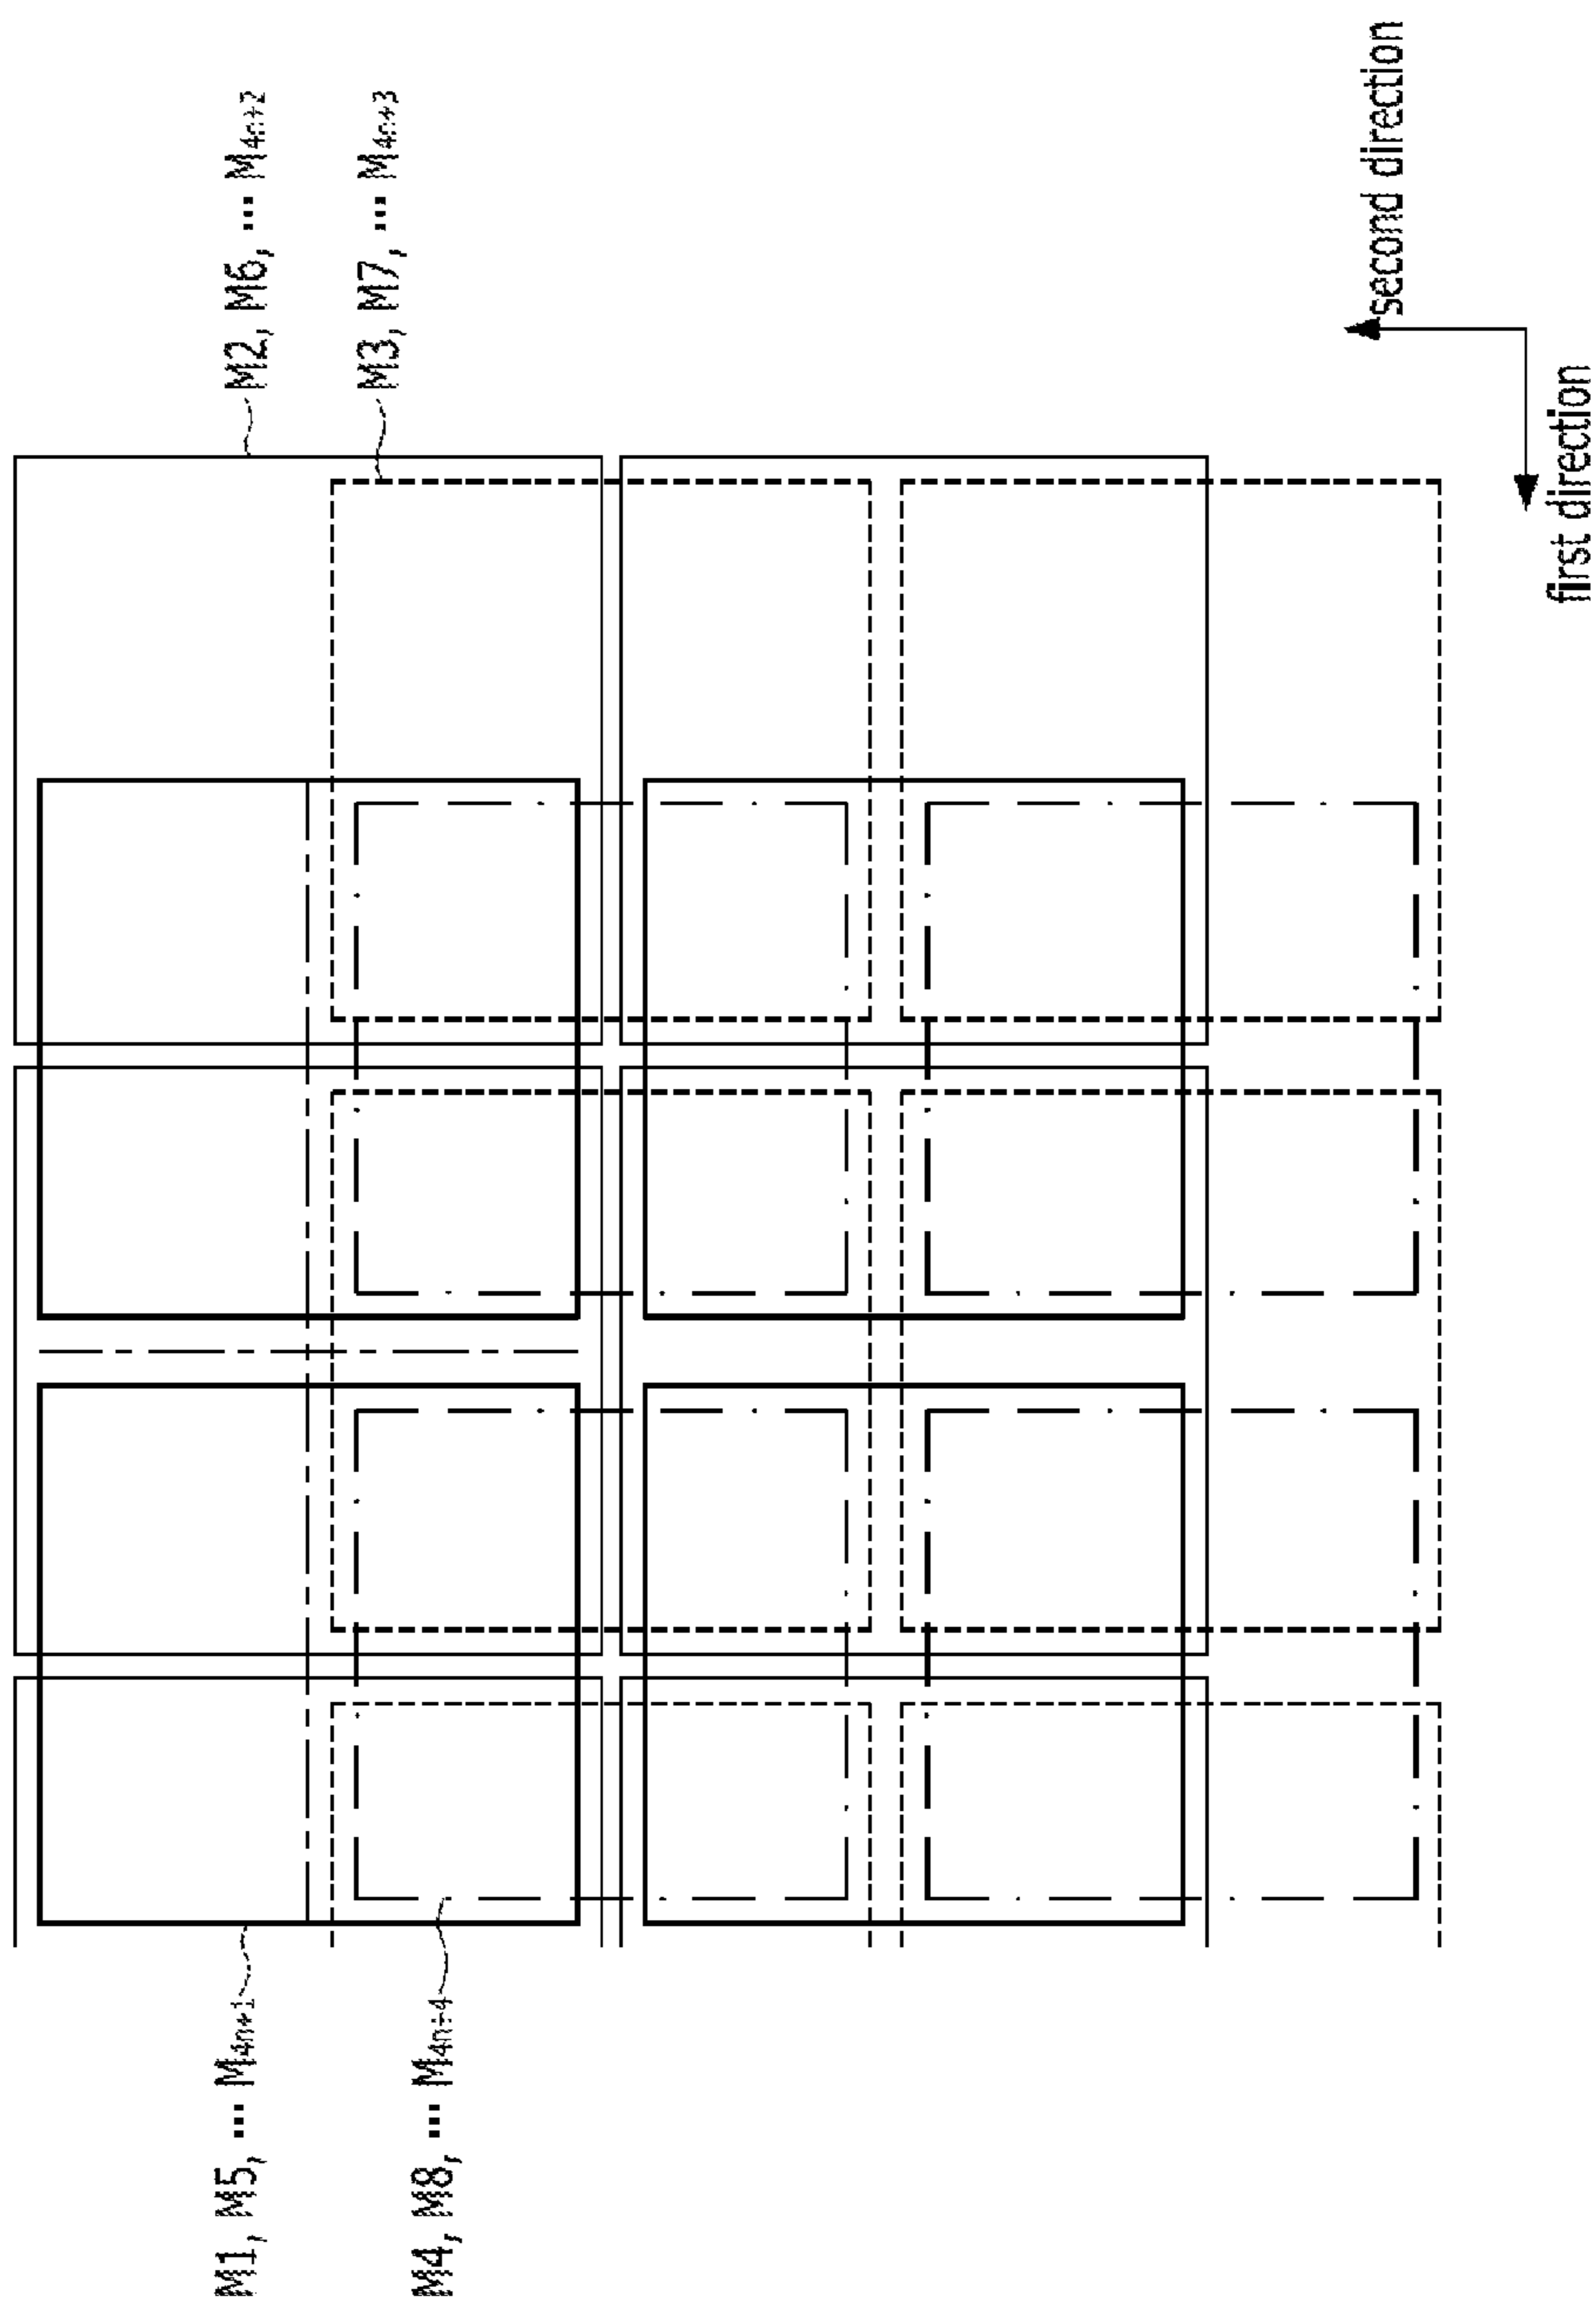 M2, M6, ... M4n+2
M3, M7, ... M4n+3
second direction
first direction
M1, M5, ... M4n+1
M4, M8, ... M4n+4